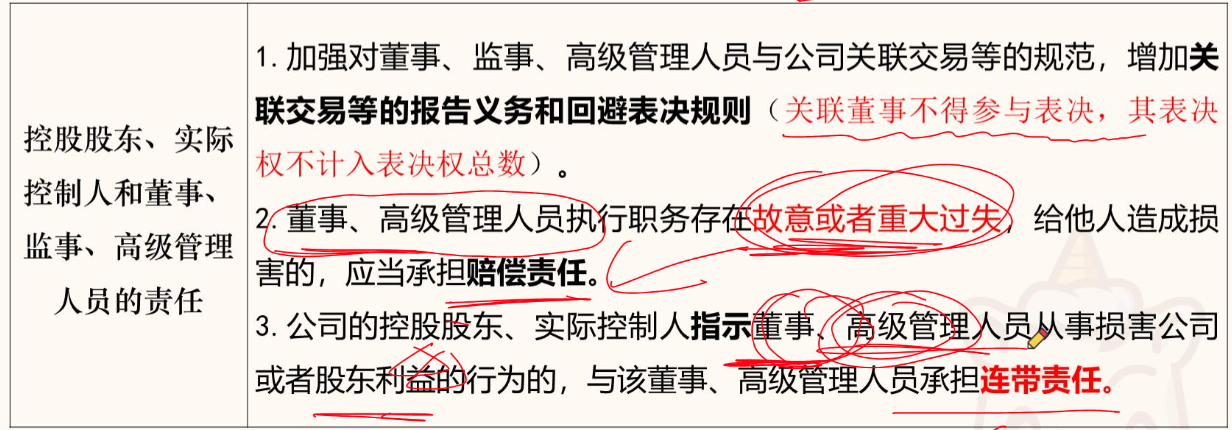 控股股东、实际
控制人和董事、
监事、高级管理
人员的责任
1. 加强对董事、监事、高级管理人员与公司关联交易等的规范，增加关
联交易等的报告义务和回避表决规则（关联董事不得参与表决，其表决
权不计入表决权总数）。
2. 董事、高级管理人员执行职务存在故意或者重大过失，给他人造成损
害的，应当承担赔偿责任。
3. 公司的控股股东、实际控制人指示董事、高级管理人员从事损害公司
或者股东利益的行为的，与该董事、高级管理人员承担连带责任。